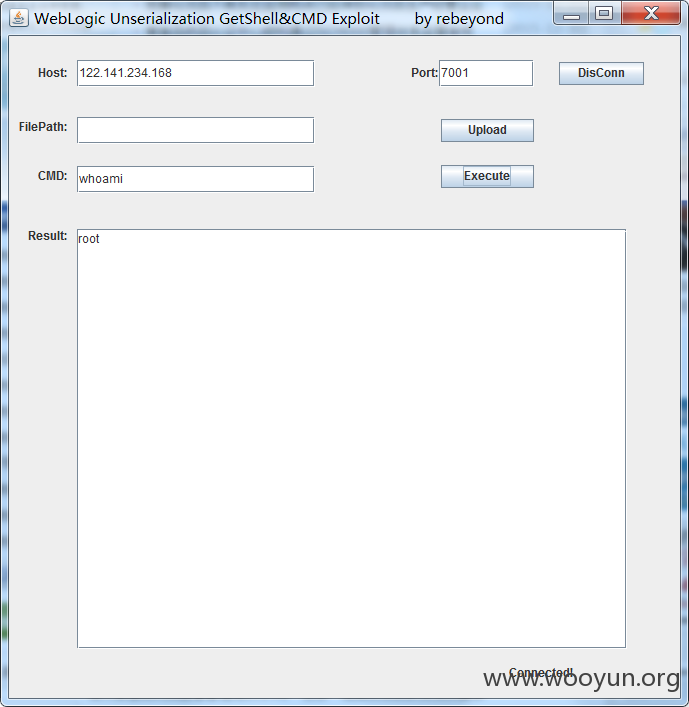 WebLogic Unserialization GetShell&CMD Exploit by rebeyond
Host: 122.141.234.168 Port: 7001 DisConn
FilePath: Upload
CMD: whoami Execute
Result: root
Connected!
www.wooyun.org